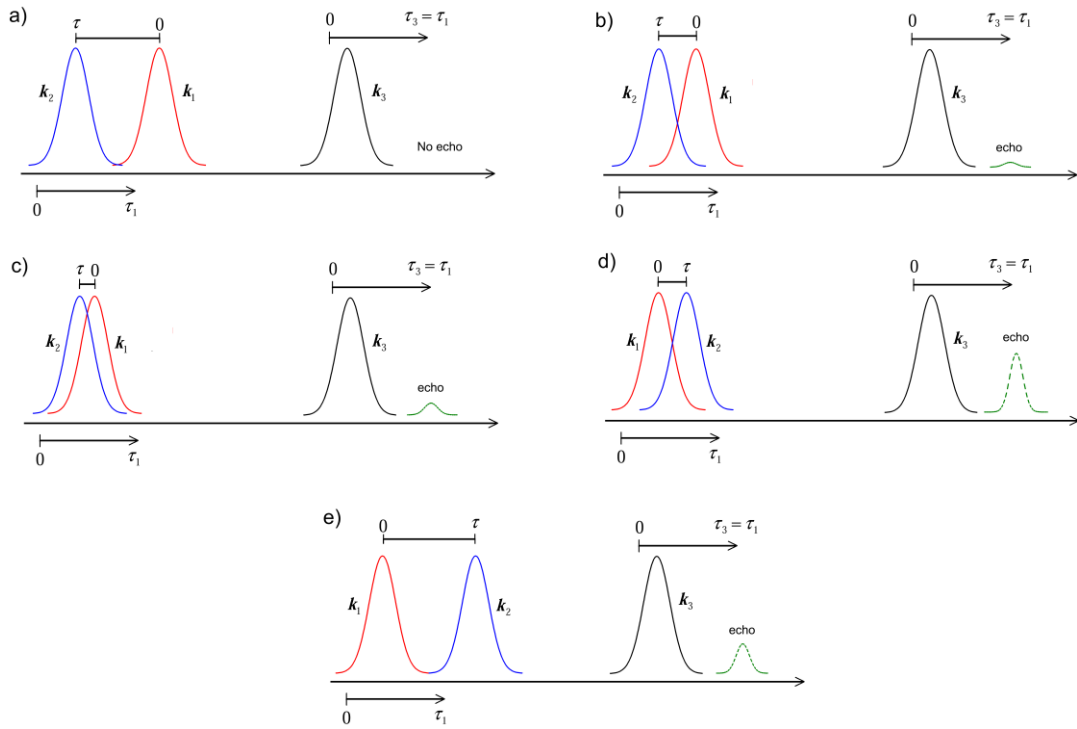 a)
τ 0
0 τ₃ = τ₁
k₂ k₁ k₃
No echo
0 τ₁
b)
τ 0
0 τ₃ = τ₁
k₂ k₁ k₃
echo
0 τ₁
c)
τ 0
0 τ₃ = τ₁
k₂ k₁ k₃
echo
0 τ₁
d)
0 τ
0 τ₃ = τ₁
k₁ k₂ k₃
echo
0 τ₁
e)
0 τ
0 τ₃ = τ₁
k₁ k₂ k₃
echo
0 τ₁